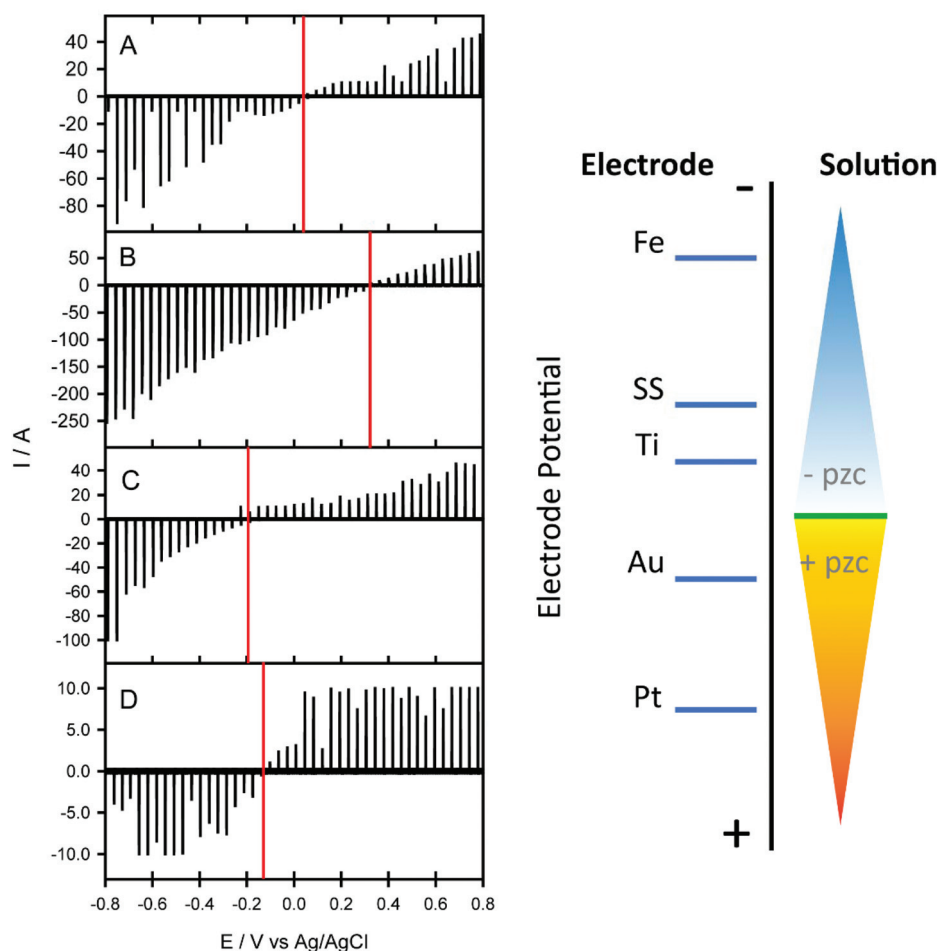 A
40
20
0
-20
-40
-60
-80
B
50
0
-50
-100
-150
-200
-250
C
40
20
0
-20
-40
-60
-80
-100
D
10.0
5.0
0.0
-5.0
-10.0
-0.8 -0.6 -0.4 -0.2 0.0 0.2 0.4 0.6 0.8
I / A
E / V vs Ag/AgCl
Electrode Solution
-
Fe
SS
Ti
- pzc
Au
+ pzc
Pt
+
Electrode Potential